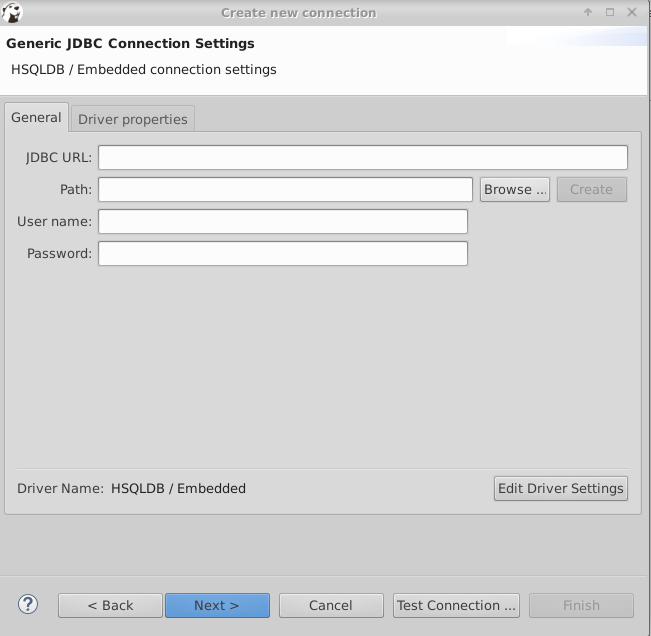 Create new connection
Generic JDBC Connection Settings
HSQLDB / Embedded connection settings
General Driver properties
JDBC URL:
Path: Browse ... Create
User name:
Password:
Driver Name: HSQLDB / Embedded Edit Driver Settings
? < Back Next > Cancel Test Connection ... Finish